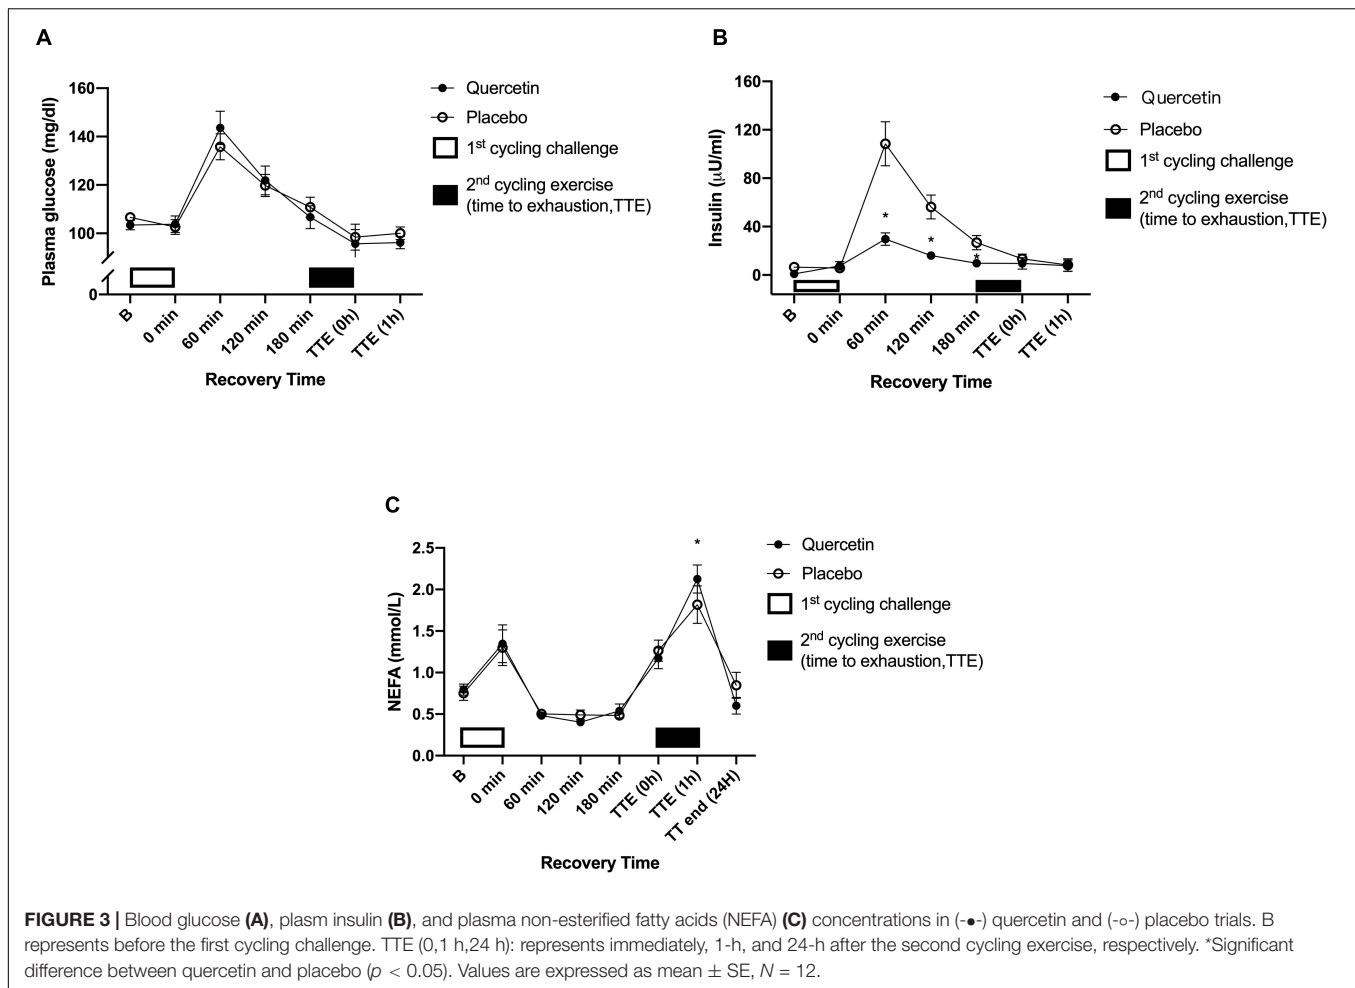 A
160
140
120
100
0
Plasma glucose (mg/dl)
B
0 min
60 min
120 min
180 min
TTE (0h)
TTE (1h)
Recovery Time
Quercetin
Placebo
1st cycling challenge
2nd cycling exercise
(time to exhaustion,TTE)
B
160
120
80
40
0
Insulin (μU/ml)
*
*
*
B
0 min
60 min
120 min
180 min
TTE (0h)
TTE (1h)
Recovery Time
Quercetin
Placebo
1st cycling challenge
2nd cycling exercise
(time to exhaustion,TTE)
C
2.5
2.0
1.5
1.0
0.5
0.0
NEFA (mmol/L)
*
B
0 min
60 min
120 min
180 min
TTE (0h)
TTE (1h)
TT end (24H)
Recovery Time
Quercetin
Placebo
1st cycling challenge
2nd cycling exercise
(time to exhaustion,TTE)
FIGURE 3 | Blood glucose (A), plasm insulin (B), and plasma non-esterified fatty acids (NEFA) (C) concentrations in (-●-) quercetin and (-○-) placebo trials. B
represents before the first cycling challenge. TTE (0,1 h,24 h): represents immediately, 1-h, and 24-h after the second cycling exercise, respectively. *Significant
difference between quercetin and placebo (p < 0.05). Values are expressed as mean ± SE, N = 12.